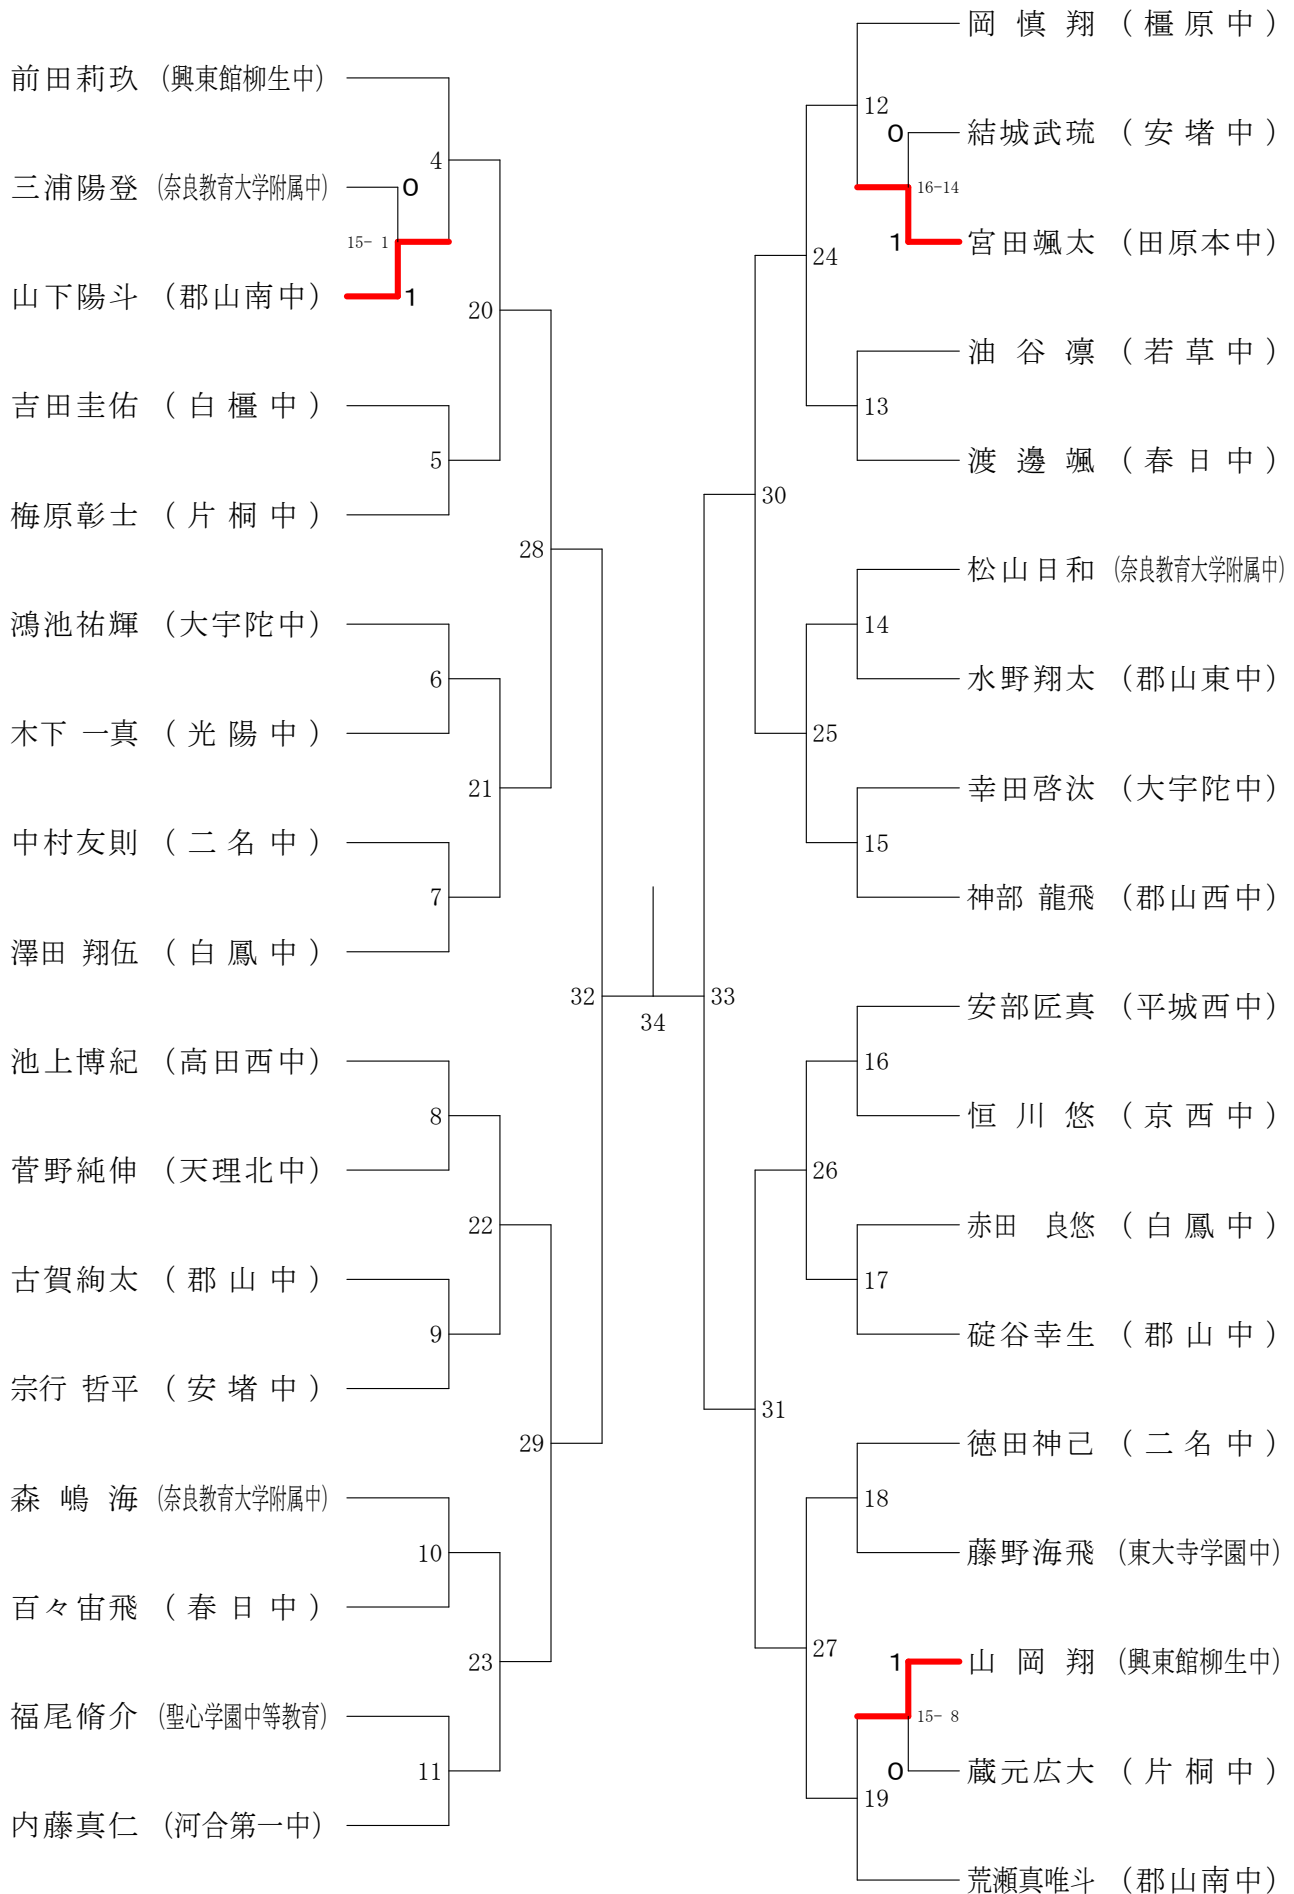 前田莉玖 (興東館柳生中)
4
三浦陽登 (奈良教育大学附属中) 0
15- 1
山下陽斗 (郡山南中) 1
20
吉田圭佑 (白橿中)
5
梅原彰士 (片桐中)
28
鴻池祐輝 (大宇陀中)
6
木下 一真 (光陽中)
21
中村友則 (二名中)
7
澤田 翔伍 (白鳳中)
32
池上博紀 (高田西中)
8
菅野純伸 (天理北中)
22
古賀絢太 (郡山中)
9
宗行 哲平 (安堵中)
29
森嶋海 (奈良教育大学附属中)
10
百々宙飛 (春日中)
23
福尾脩介 (聖心学園中等教育)
11
内藤真仁 (河合第一中)
34
岡慎翔 (橿原中)
12
0 結城武琉 (安堵中)
16-14
1 宮田颯太 (田原本中)
24
油谷凛 (若草中)
13
渡邊颯 (春日中)
30
松山日和 (奈良教育大学附属中)
14
水野翔太 (郡山東中)
25
幸田啓汰 (大宇陀中)
15
神部 龍飛 (郡山西中)
33
安部匠真 (平城西中)
16
恒川悠 (京西中)
26
赤田 良悠 (白鳳中)
17
碇谷幸生 (郡山中)
31
徳田神己 (二名中)
18
藤野海飛 (東大寺学園中)
27
1 山岡翔 (興東館柳生中)
15- 8
0 蔵元広大 (片桐中)
19
荒瀬真唯斗 (郡山南中)